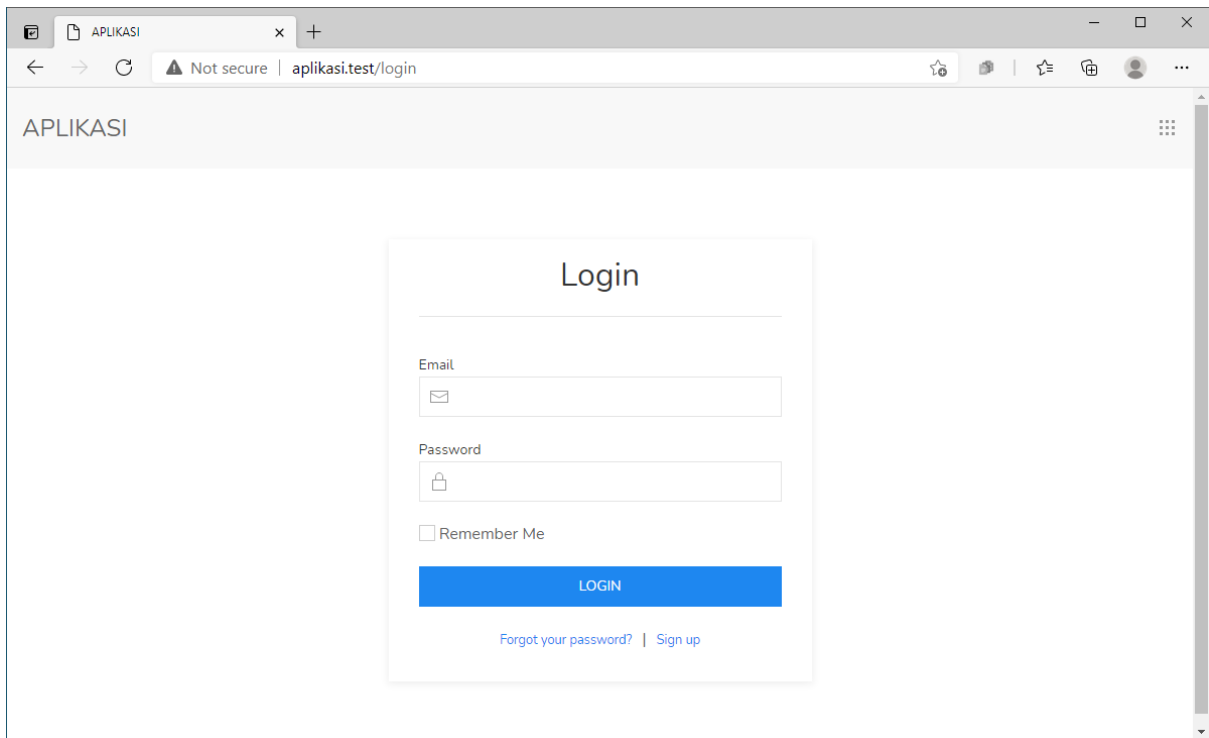 APLIKASI
Not secure | aplikasi.test/login
APLIKASI
Login
Email
Password
Remember Me
LOGIN
Forgot your password? | Sign up